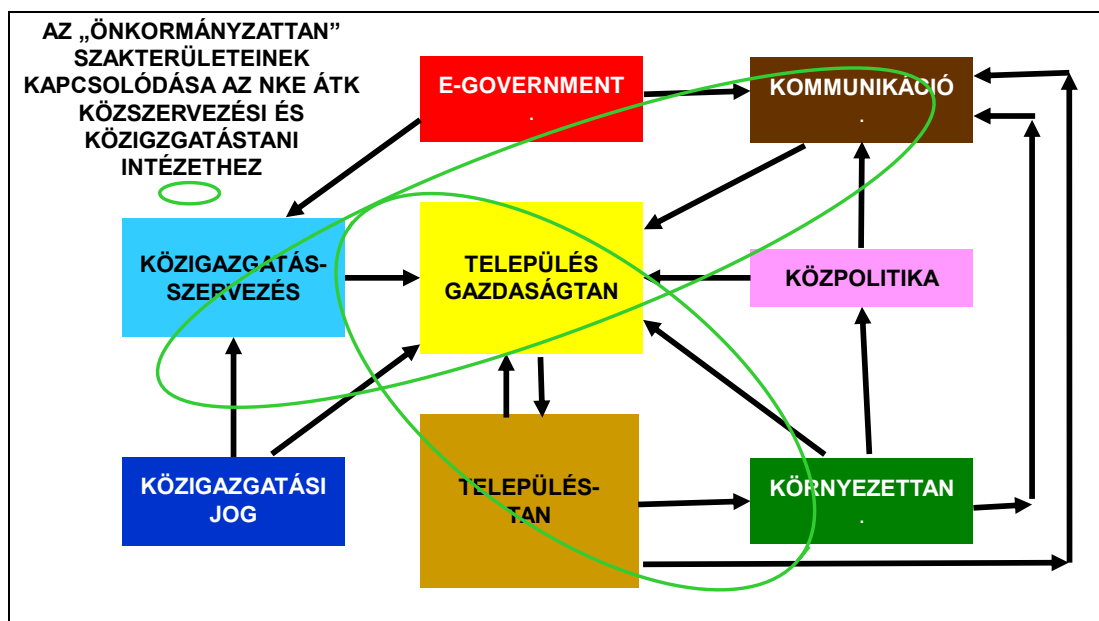 AZ „ÖNKORMÁNYZATTAN”
SZAKTERÜLETEINEK
KAPCSOLÓDÁSA AZ NKE ÁTK
KÖZSZERVEZÉSI ÉS
KÖZIGZGATÁSTANI
INTÉZETHEZ
E-GOVERNMENT
.
KOMMUNIKÁCIÓ
.
KÖZIGAZGATÁS-
SZERVEZÉS
TELEPÜLÉS
GAZDASÁGTAN
KÖZPOLITIKA
KÖZIGAZGATÁSI
JOG
TELEPÜLÉS-
TAN
KÖRNYEZETTAN
.